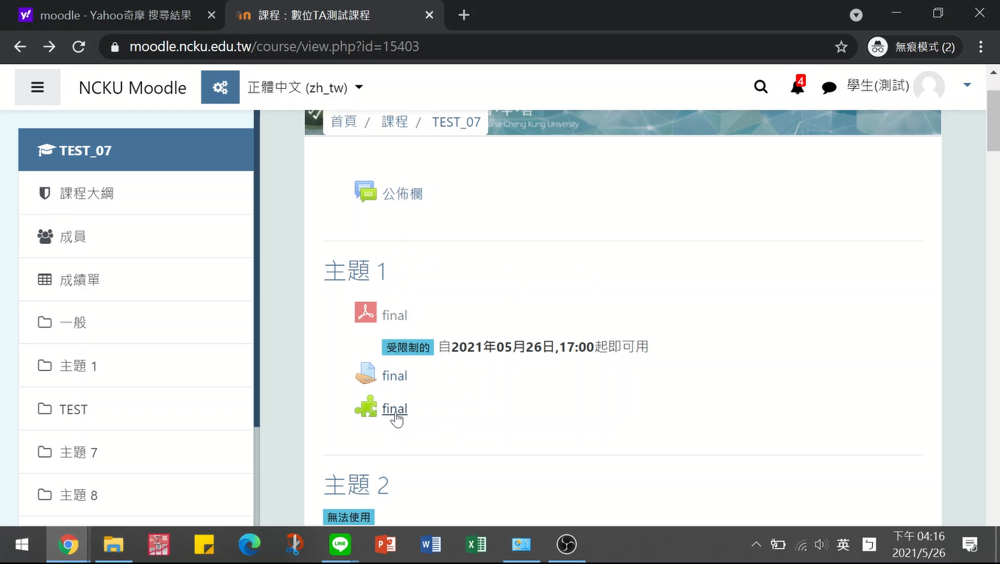 moodle - Yahoo奇摩 搜尋結果
課程：數位TA測試課程
moodle.ncku.edu.tw/course/view.php?id=15403
無痕模式 (2)
NCKU Moodle
正體中文 (zh_tw)
4
學生(測試)
首頁 / 課程 / TEST_07
nal Cheng Kung University
TEST_07
課程大綱
成員
成績單
一般
主題 1
TEST
主題 7
主題 8
公佈欄
主題 1
final
受限制的 自2021年05月26日,17:00起即可用
final
final
主題 2
無法使用
英
ㄅ
下午 04:16
2021/5/26